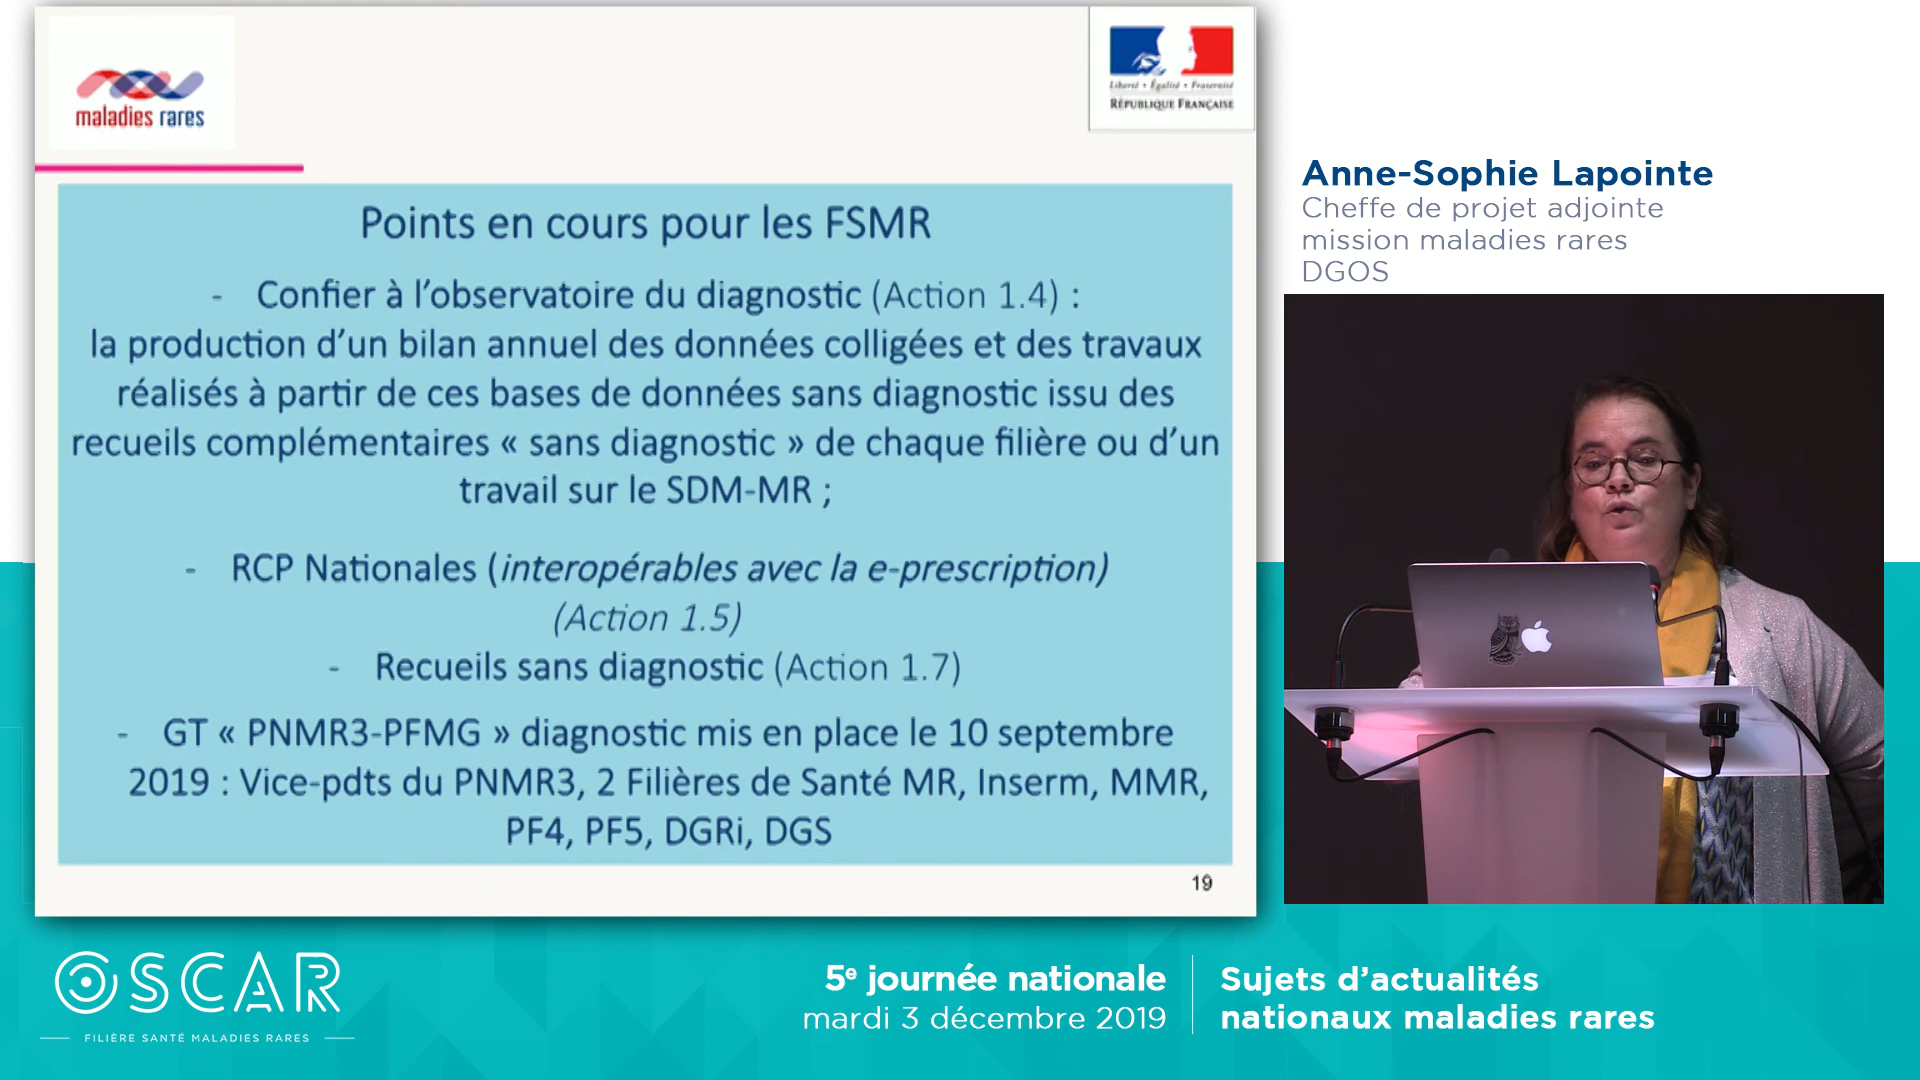 maladies rares
Liberté • Égalité • Fraternité
RÉPUBLIQUE FRANÇAISE
Points en cours pour les FSMR
- Confier à l’observatoire du diagnostic (Action 1.4) :
la production d’un bilan annuel des données colligées et des travaux
réalisés à partir de ces bases de données sans diagnostic issu des
recueils complémentaires « sans diagnostic » de chaque filière ou d’un
travail sur le SDM-MR ;
- RCP Nationales (interopérables avec la e-prescription)
(Action 1.5)
- Recueils sans diagnostic (Action 1.7)
- GT « PNMR3-PFMG » diagnostic mis en place le 10 septembre
2019 : Vice-pdts du PNMR3, 2 Filières de Santé MR, Inserm, MMR,
PF4, PF5, DGRi, DGS
19
Anne-Sophie Lapointe
Cheffe de projet adjointe
mission maladies rares
DGOS
OSCAR
FILIÈRE SANTÉ MALADIES RARES
5e journée nationale
mardi 3 décembre 2019
Sujets d’actualités
nationaux maladies rares